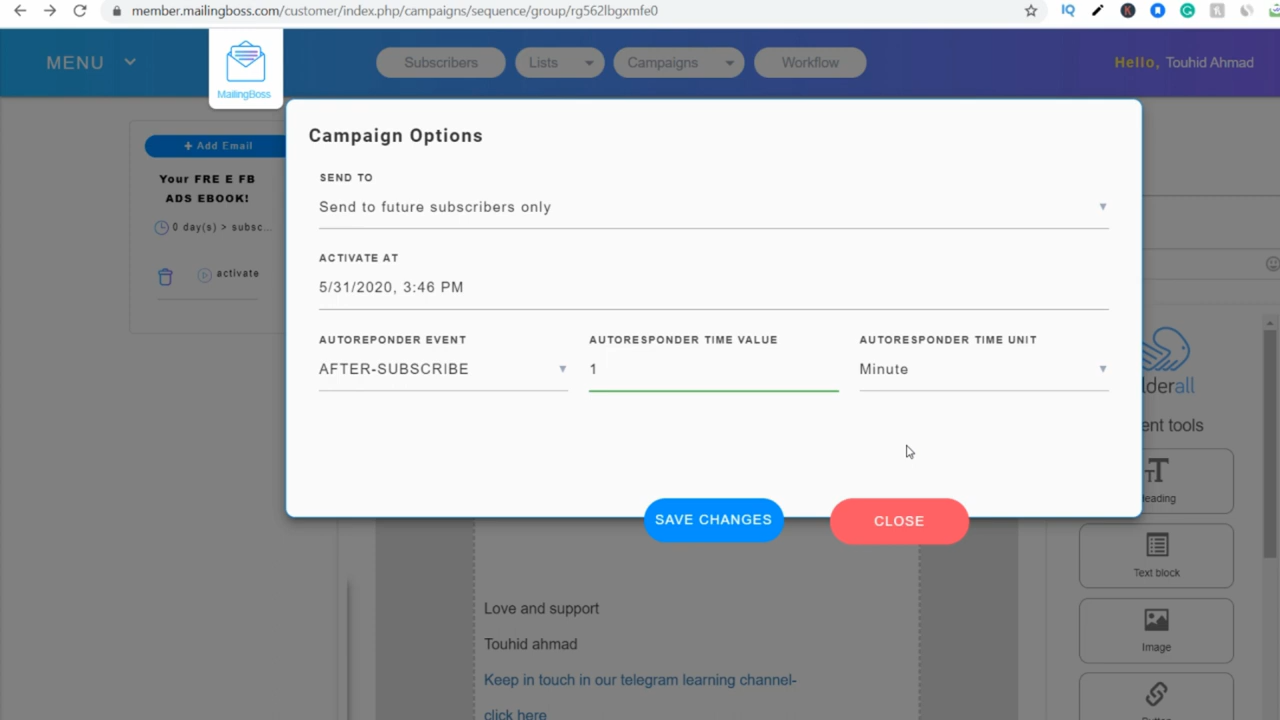 member.mailingboss.com/customer/index.php/campaigns/sequence/group/rg562lbgxmfe0
IQ
K
MENU
MailingBoss
Subscribers
Lists
Campaigns
Workflow
Hello, Touhid Ahmad
+ Add Email
Your FRE E FB
ADS EBOOK!
0 day(s) > subsc...
activate
Campaign Options
SEND TO
Send to future subscribers only
ACTIVATE AT
5/31/2020, 3:46 PM
AUTOREPONDER EVENT
AUTORESPONDER TIME VALUE
AUTORESPONDER TIME UNIT
AFTER-SUBSCRIBE
1
Minute
SAVE CHANGES
CLOSE
lderall
ent tools
eading
Text block
Image
Love and support
Touhid ahmad
Keep in touch in our telegram learning channel-
click here